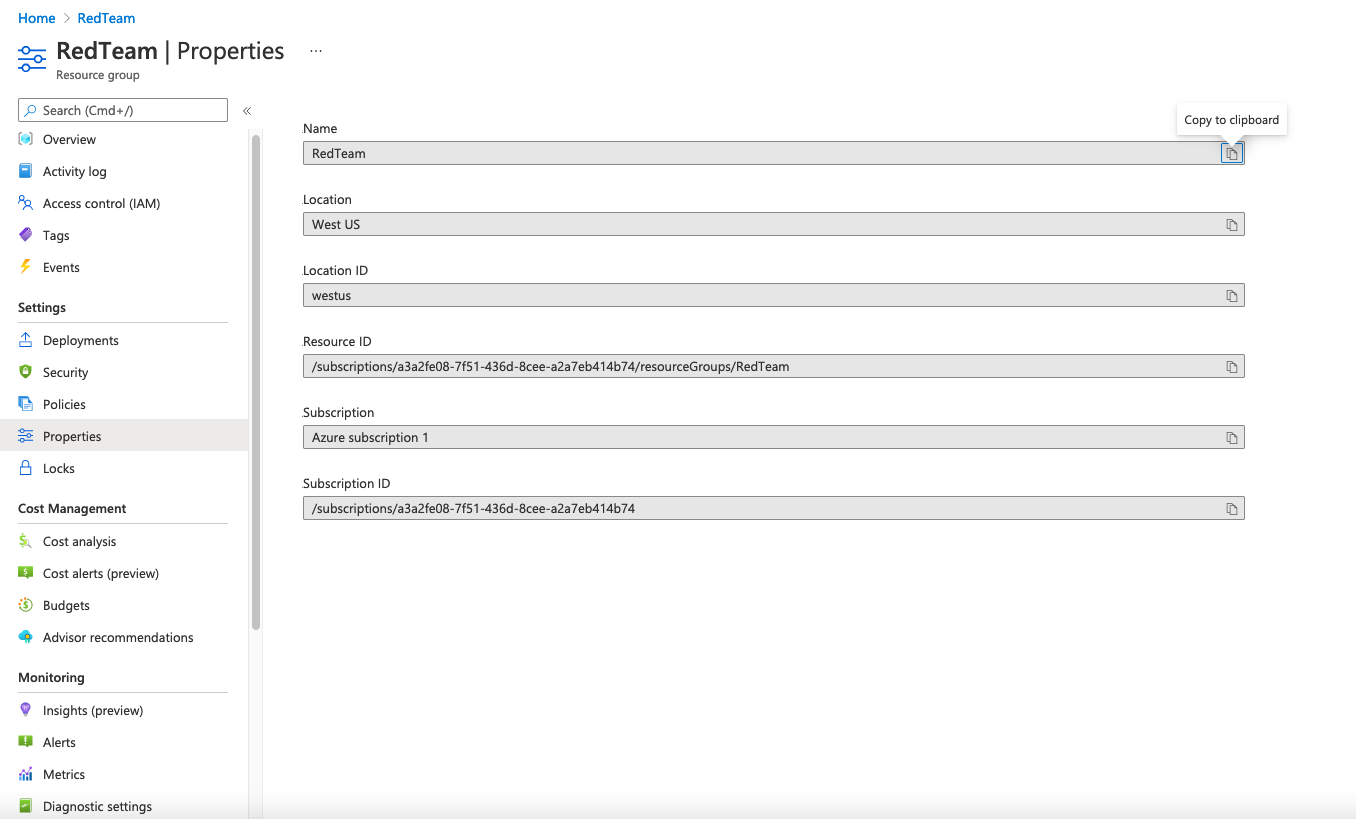 Home > RedTeam
RedTeam | Properties ...
Resource group
Search (Cmd+/) «
Overview
Activity log
Access control (IAM)
Tags
Events
Settings
Deployments
Security
Policies
Properties
Locks
Cost Management
Cost analysis
Cost alerts (preview)
Budgets
Advisor recommendations
Monitoring
Insights (preview)
Alerts
Metrics
Diagnostic settings
Copy to clipboard
Name
RedTeam
Location
West US
Location ID
westus
Resource ID
/subscriptions/a3a2fe08-7f51-436d-8cee-a2a7eb414b74/resourceGroups/RedTeam
Subscription
Azure subscription 1
Subscription ID
/subscriptions/a3a2fe08-7f51-436d-8cee-a2a7eb414b74